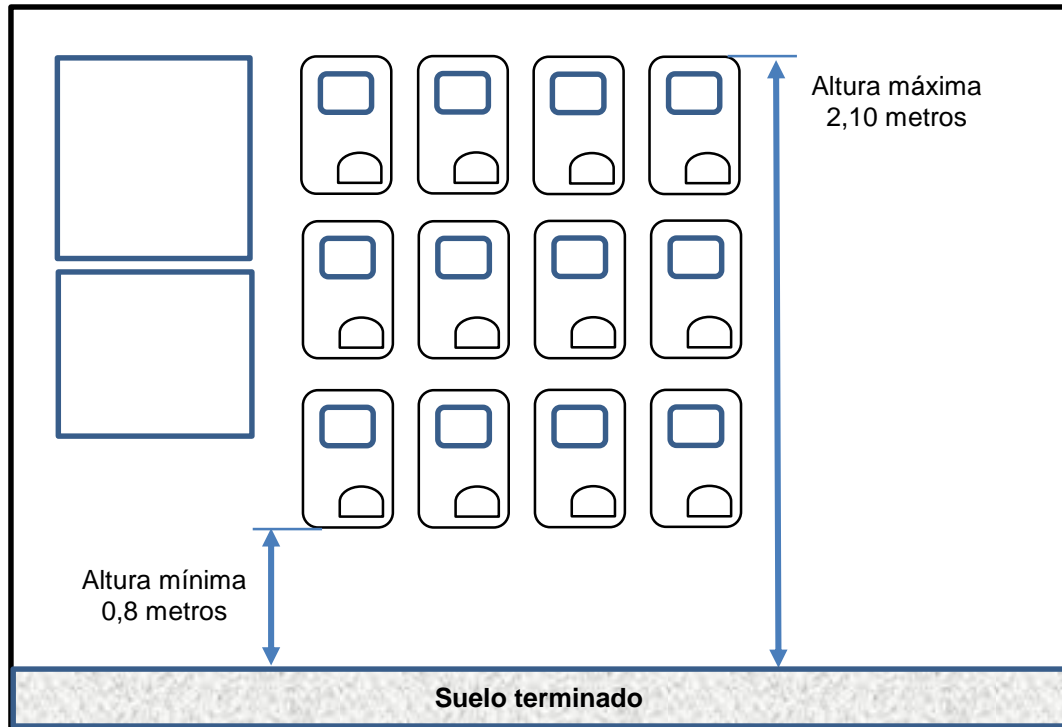 Altura máxima
2,10 metros
Altura mínima
0,8 metros
Suelo terminado